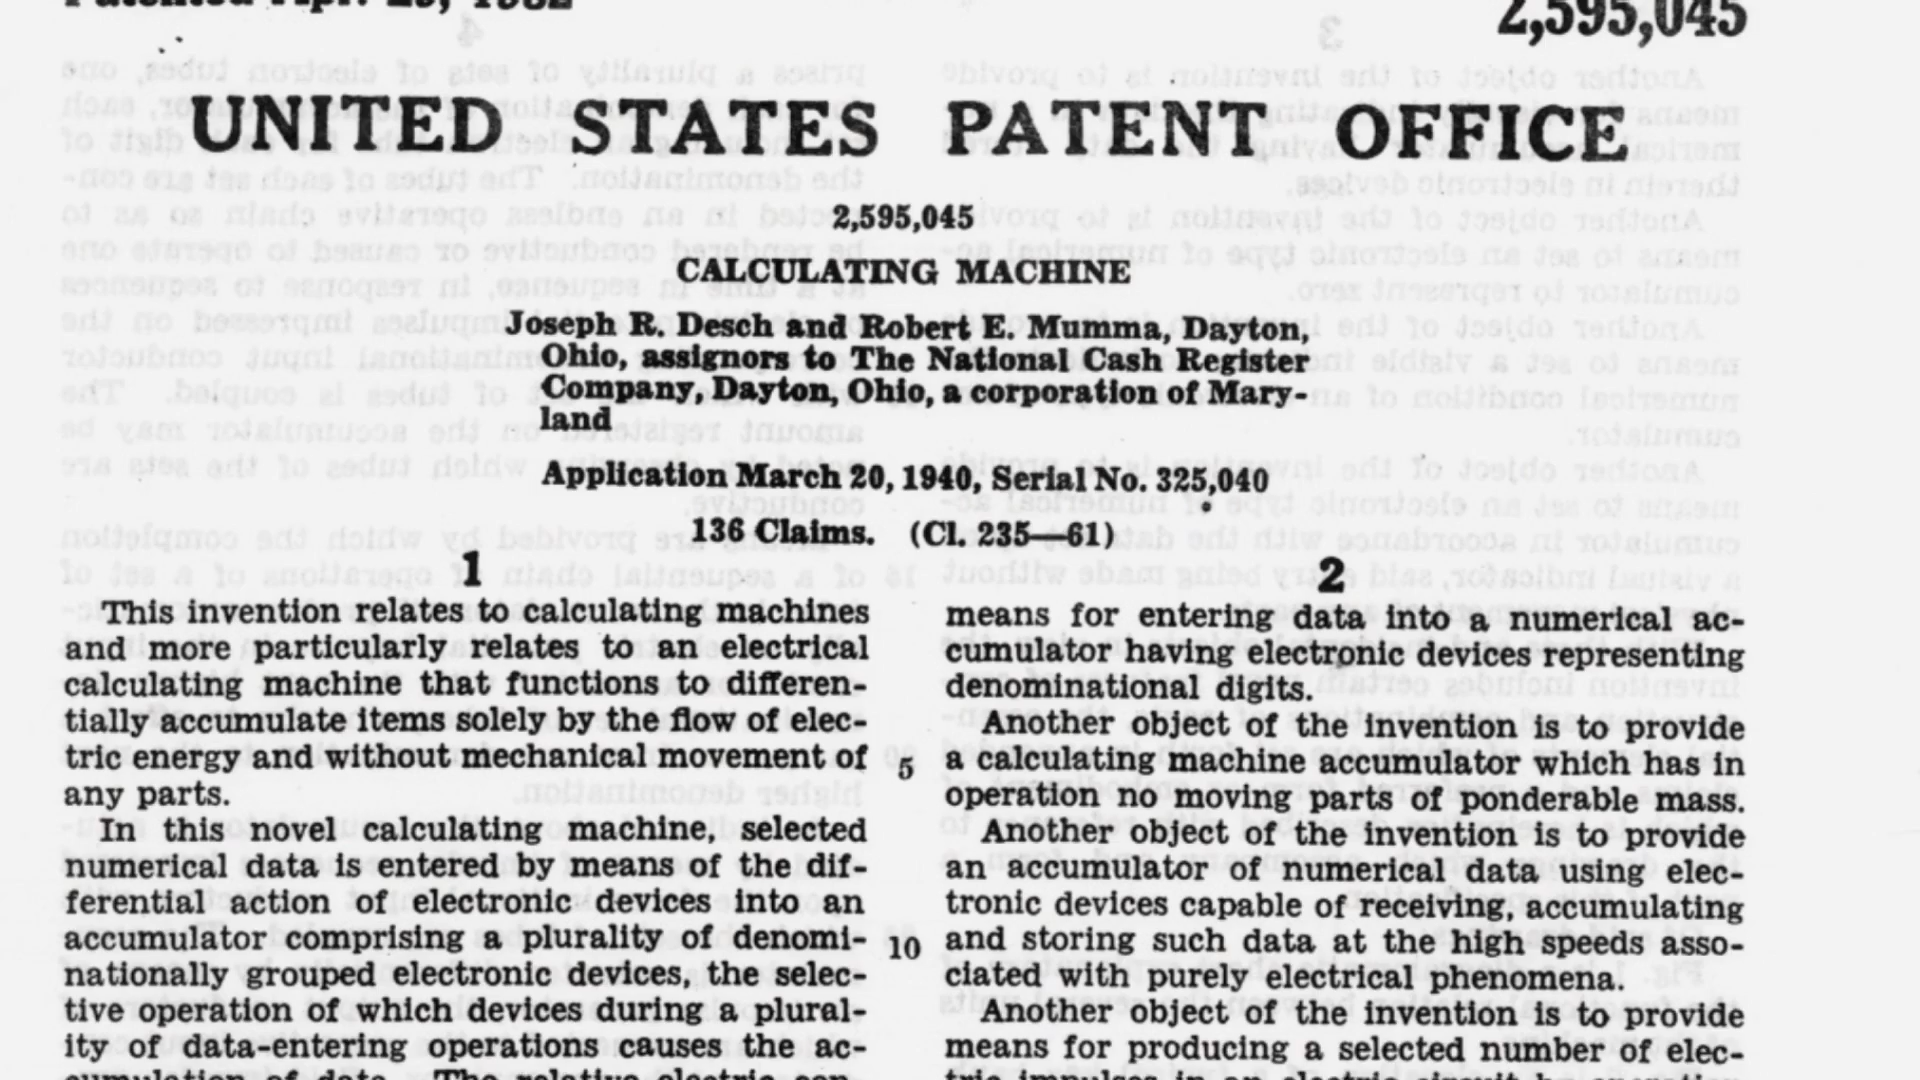 2,595,045
UNITED STATES PATENT OFFICE
2,595,045
CALCULATING MACHINE
Joseph R. Desch and Robert E. Mumma, Dayton,
Ohio, assignors to The National Cash Register
Company, Dayton, Ohio, a corporation of Mary-
land
Application March 20, 1940, Serial No. 325,040
136 Claims. (Cl. 235—61)
1
This invention relates to calculating machines
and more particularly relates to an electrical
calculating machine that functions to differen-
tially accumulate items solely by the flow of elec-
tric energy and without mechanical movement of
any parts.
In this novel calculating machine, selected
numerical data is entered by means of the dif-
ferential action of electronic devices into an
accumulator comprising a plurality of denomi-
nationally grouped electronic devices, the selec-
tive operation of which devices during a plural-
ity of data-entering operations causes the ac-
2
means for entering data into a numerical ac-
cumulator having electronic devices representing
denominational digits.
Another object of the invention is to provide
5 a calculating machine accumulator which has in
operation no moving parts of ponderable mass.
Another object of the invention is to provide
an accumulator of numerical data using elec-
tronic devices capable of receiving, accumulating
10 and storing such data at the high speeds asso-
ciated with purely electrical phenomena.
Another object of the invention is to provide
means for producing a selected number of elec-